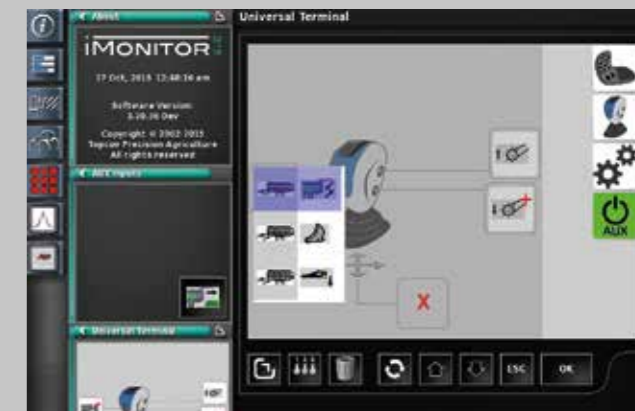 About
Universal Terminal
iMONITOR
17 Oct, 2015 12:48:36 am
Software Version:
3.20.36 Dev
Copyright © 2002-2015
Topcon Precision Agriculture
All rights reserved
AUX Inputs
AUX
X
Universal Terminal
ESC
OK